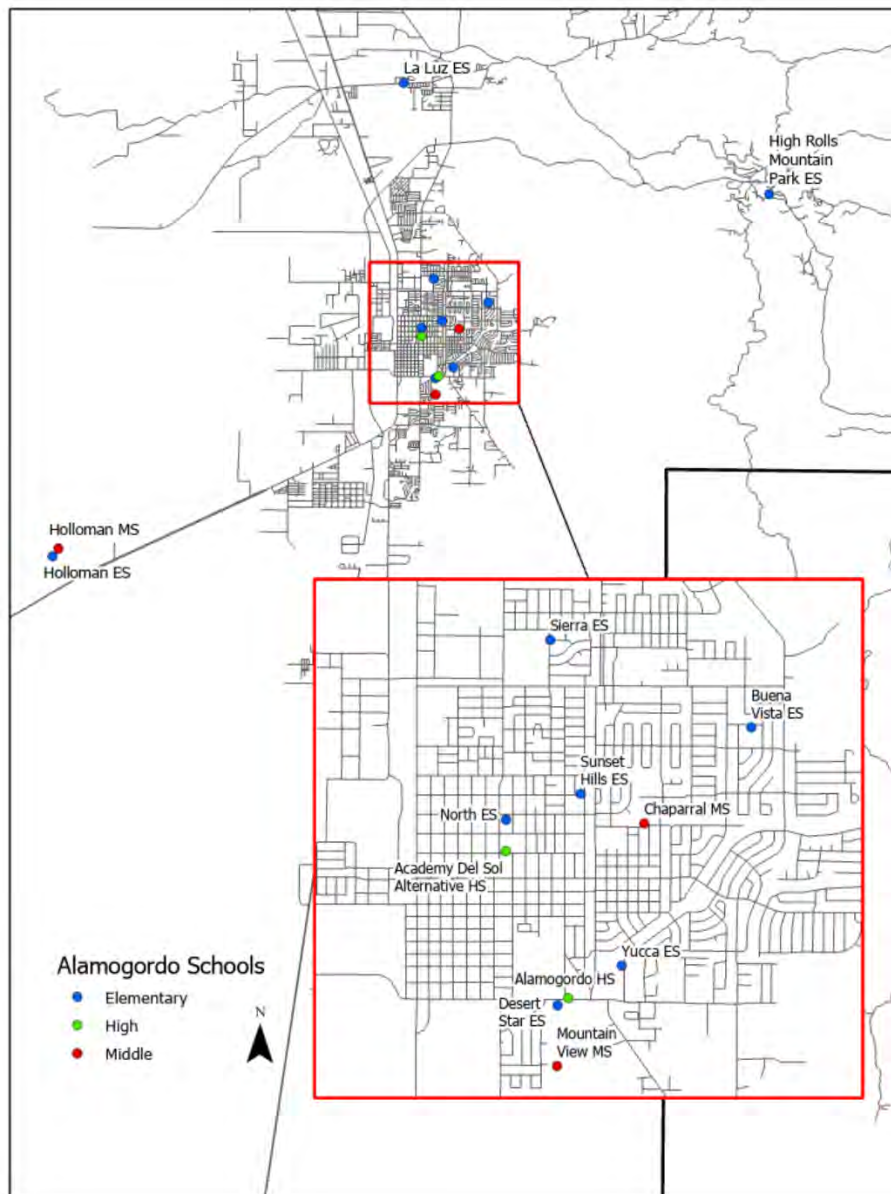 La Luz ES
High Rolls
Mountain
Park ES
Holloman MS
Holloman ES
Sierra ES
Buena
Vista ES
Sunset
Hills ES
Chaparral MS
North ES
Academy Del Sol
Alternative HS
Yucca ES
Alamogordo HS
Desert
Star ES
Mountain
View MS
Alamogordo Schools
Elementary
High
Middle
N